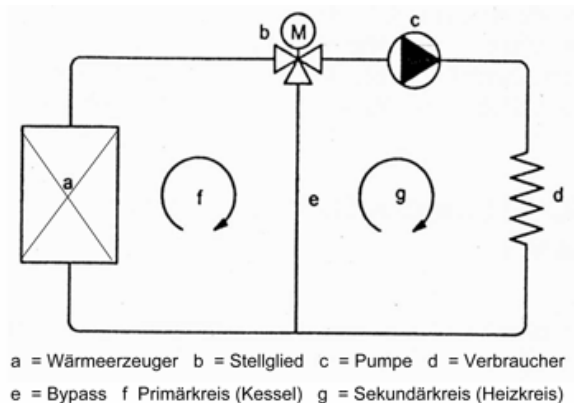 b
M
c
a
f
e
g
d
a = Wärmeerzeuger b = Stellglied c = Pumpe d = Verbraucher
e = Bypass f Primärkreis (Kessel) g = Sekundärkreis (Heizkreis)